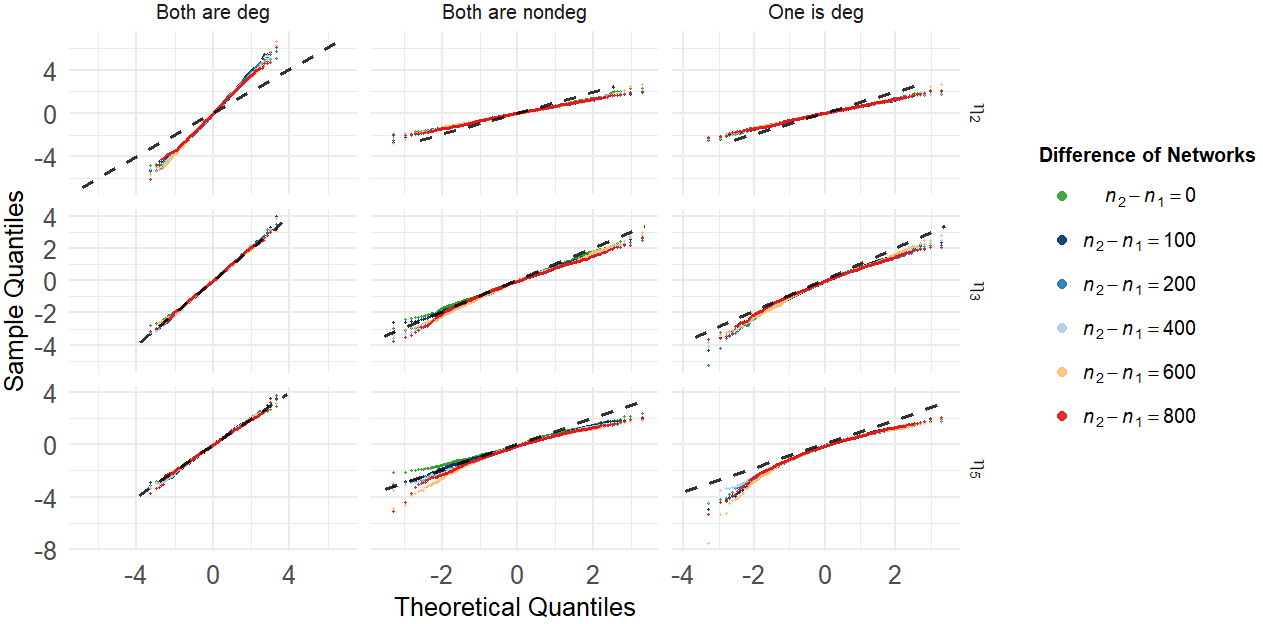 Both are deg
Both are nondeg
One is deg
4
0
-4
η2
4
2
0
-2
-4
η3
4
0
-4
-8
η5
-4 0 4
-2 0 2
-4 -2 0 2
Sample Quantiles
Theoretical Quantiles
Difference of Networks
n2 − n1 = 0
n2 − n1 = 100
n2 − n1 = 200
n2 − n1 = 400
n2 − n1 = 600
n2 − n1 = 800